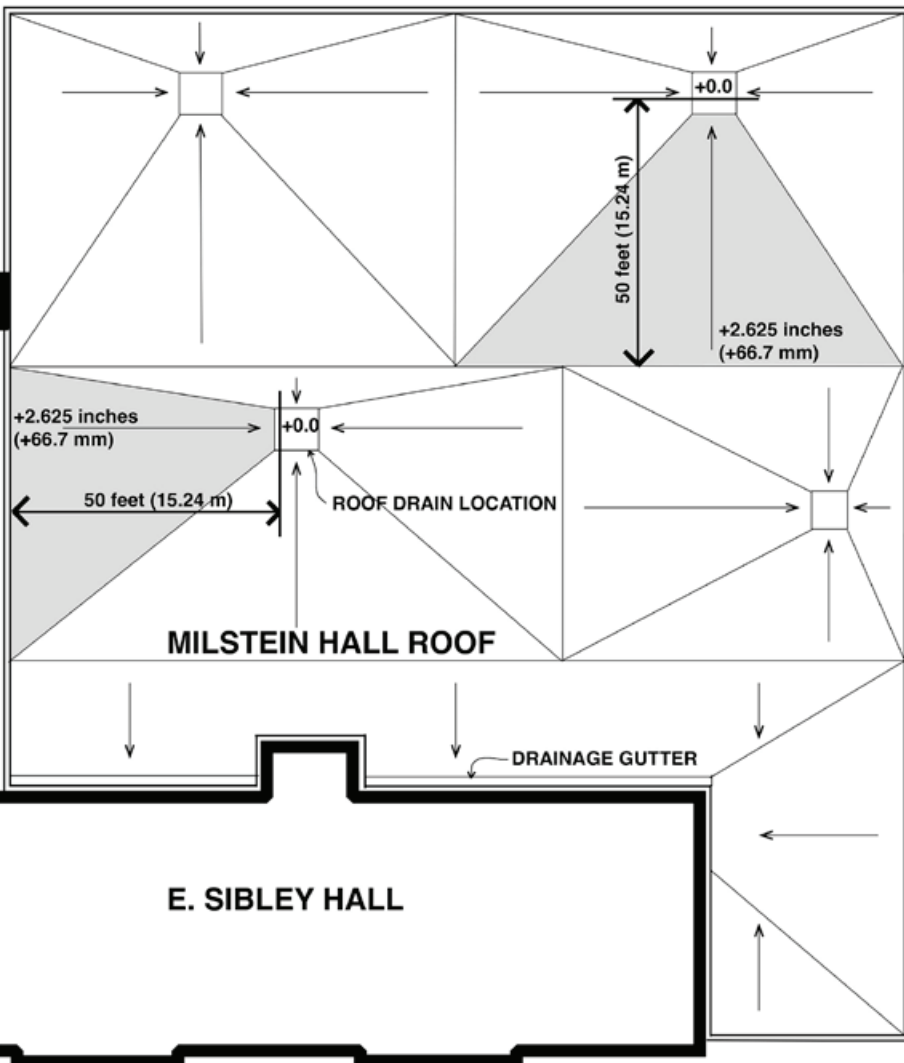 +0.0
50 feet (15.24 m)
+2.625 inches
(+66.7 mm)
+2.625 inches
(+66.7 mm)
+0.0
50 feet (15.24 m)
ROOF DRAIN LOCATION
MILSTEIN HALL ROOF
DRAINAGE GUTTER
E. SIBLEY HALL